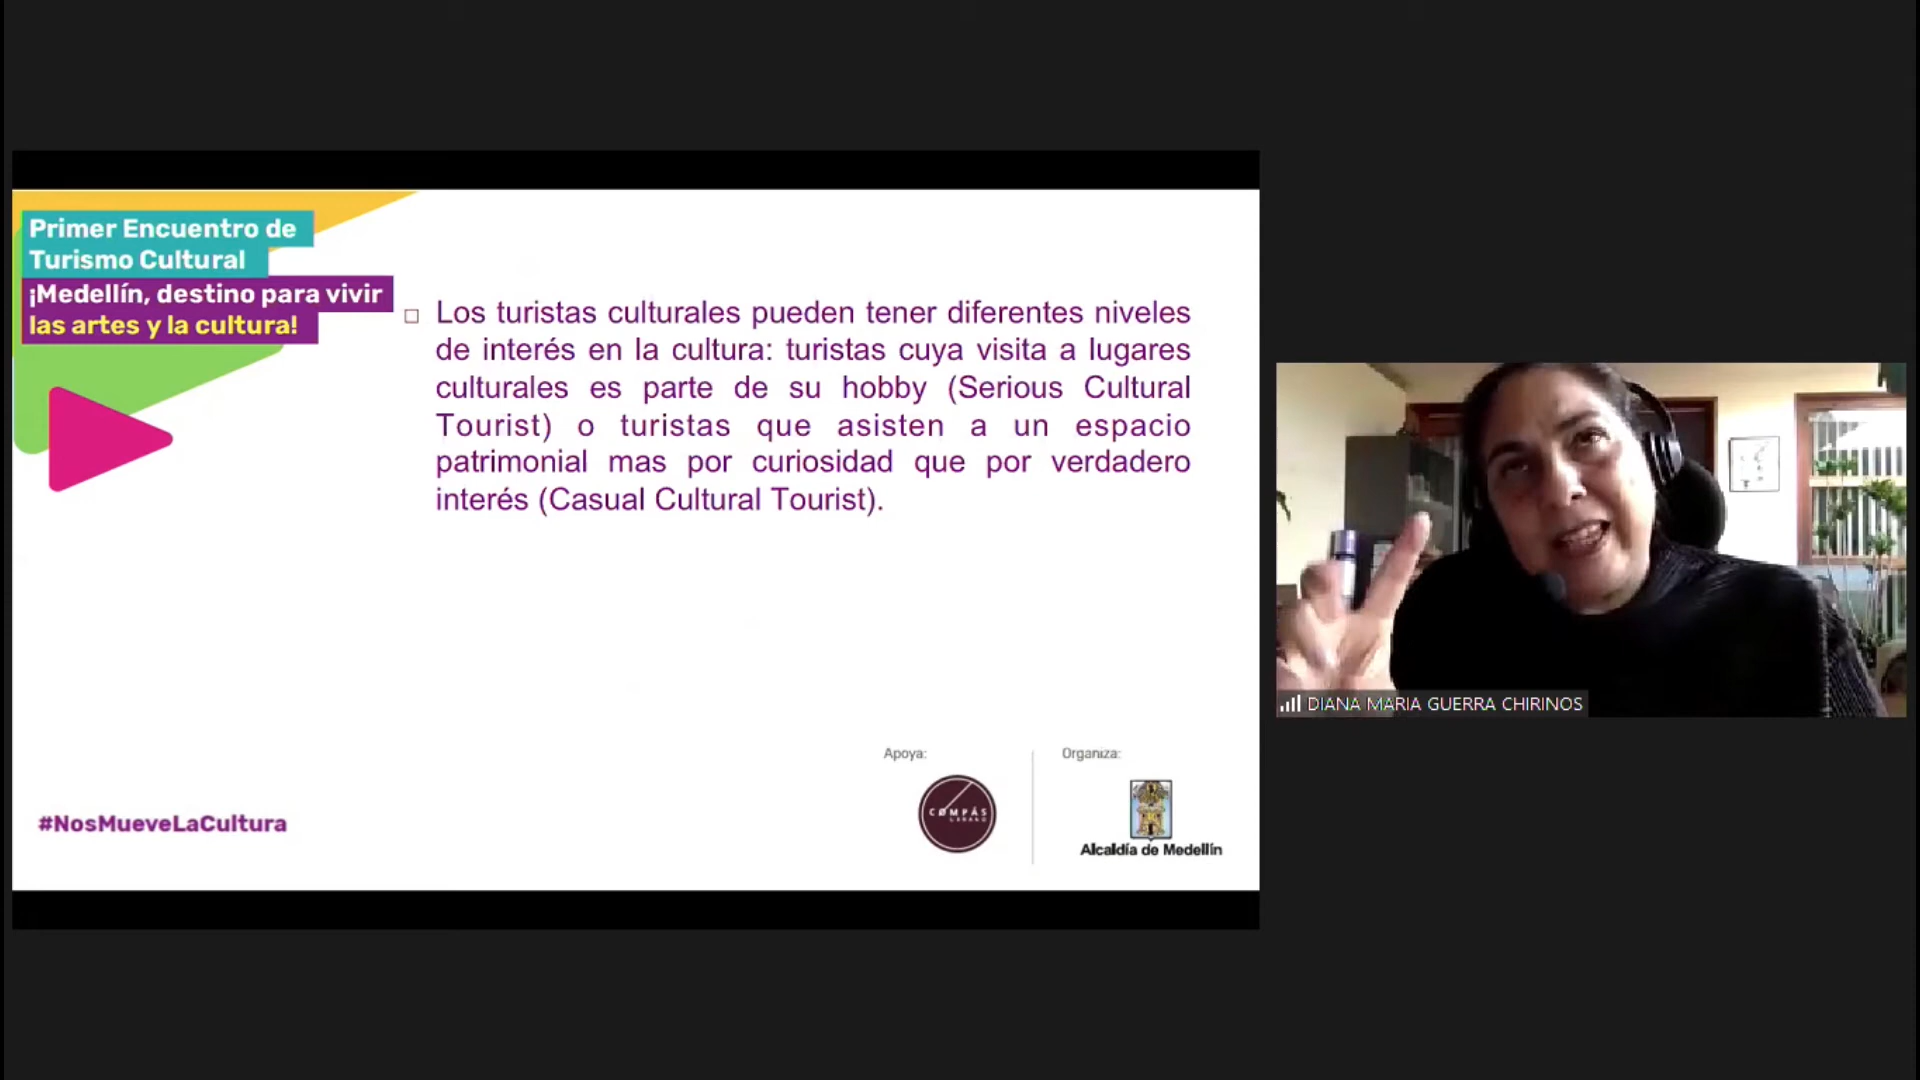 Primer Encuentro de
Turismo Cultural
¡Medellín, destino para vivir
las artes y la cultura!
□ Los turistas culturales pueden tener diferentes niveles
de interés en la cultura: turistas cuya visita a lugares
culturales es parte de su hobby (Serious Cultural
Tourist) o turistas que asisten a un espacio
patrimonial mas por curiosidad que por verdadero
interés (Casual Cultural Tourist).
DIANA MARIA GUERRA CHIRINOS
Apoya:
Organiza:
CØMPÁS
URBANO
#NosMueveLaCultura
Alcaldía de Medellín